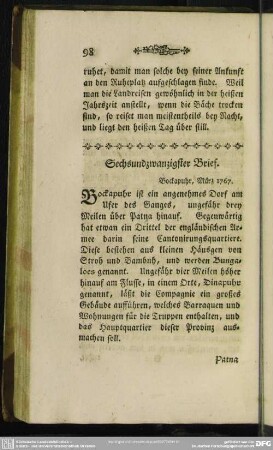 98
ruhet, damit man solche bey seiner Ankunft
an den Ruheplatz aufgeschlagen finde. Weil
man die Landreisen gewöhnlich in der heißen
Jahrszeit anstellt, wenn die Bäche trocken
sind, so reiset man meistentheils bey Nacht,
und liegt den heißen Tag über still.
Sechsundzwanzigster Brief.
Bockapuhr, März 1767.
Bockapuhr ist ein angenehmes Dorf am
Ufer des Ganges, ungefähr drey
Meilen über Patna hinauf. Gegenwärtig
hat etwan ein Drittel der engländischen Ar-
mee darin seine Cantonirungsquartiere.
Diese bestehen aus kleinen Häusgen von
Stroh und Bambuh, und werden Bunga-
loes genannt. Ungefähr vier Meilen höher
hinauf am Flusse, in einem Orte, Dinapuhr
genannt, läßt die Compagnie ein großes
Gebäude aufführen, welches Barraquen und
Wohnungen für die Truppen enthalten, und
das Hauptquartier dieser Provinz aus-
machen soll.
Patna